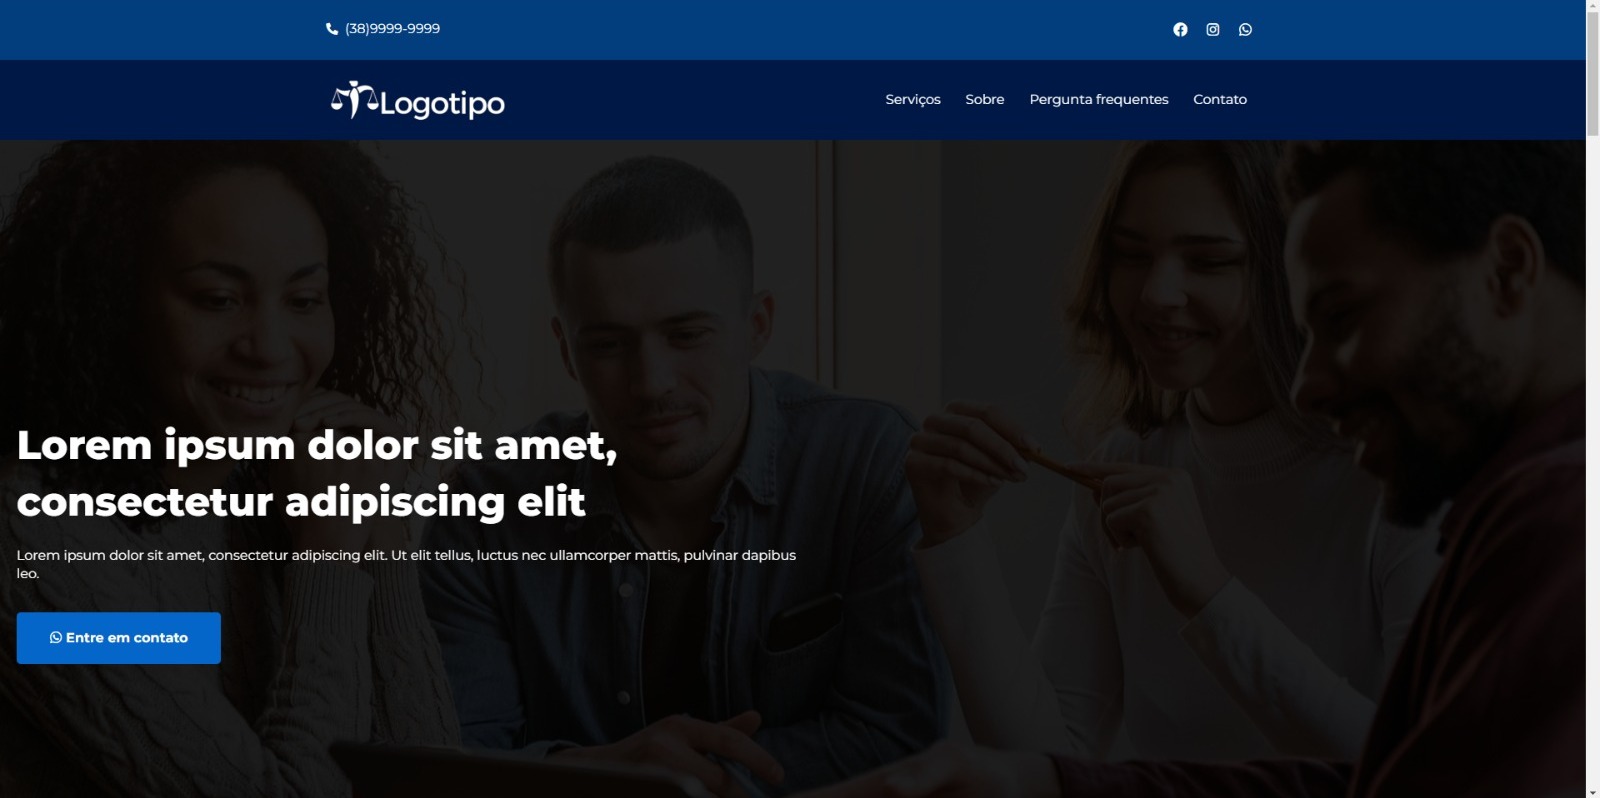 (38)9999-9999
Logotipo
Serviços Sobre Pergunta frequentes Contato
Lorem ipsum dolor sit amet,
consectetur adipiscing elit
Lorem ipsum dolor sit amet, consectetur adipiscing elit. Ut elit tellus, luctus nec ullamcorper mattis, pulvinar dapibus
leo.
Entre em contato